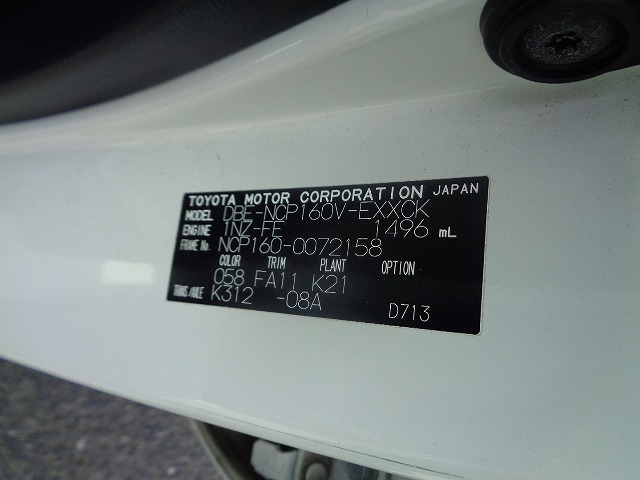 TOYOTA MOTOR CORPORATION JAPAN
MODEL DBE-NCP160V-EXXCK
ENGINE 1NZ-FE 1496 mL
FRAME No. NCP160-0072158
COLOR TRIM PLANT OPTION
058 FA11 K21
TRANS/AXLE K312 -08A D713